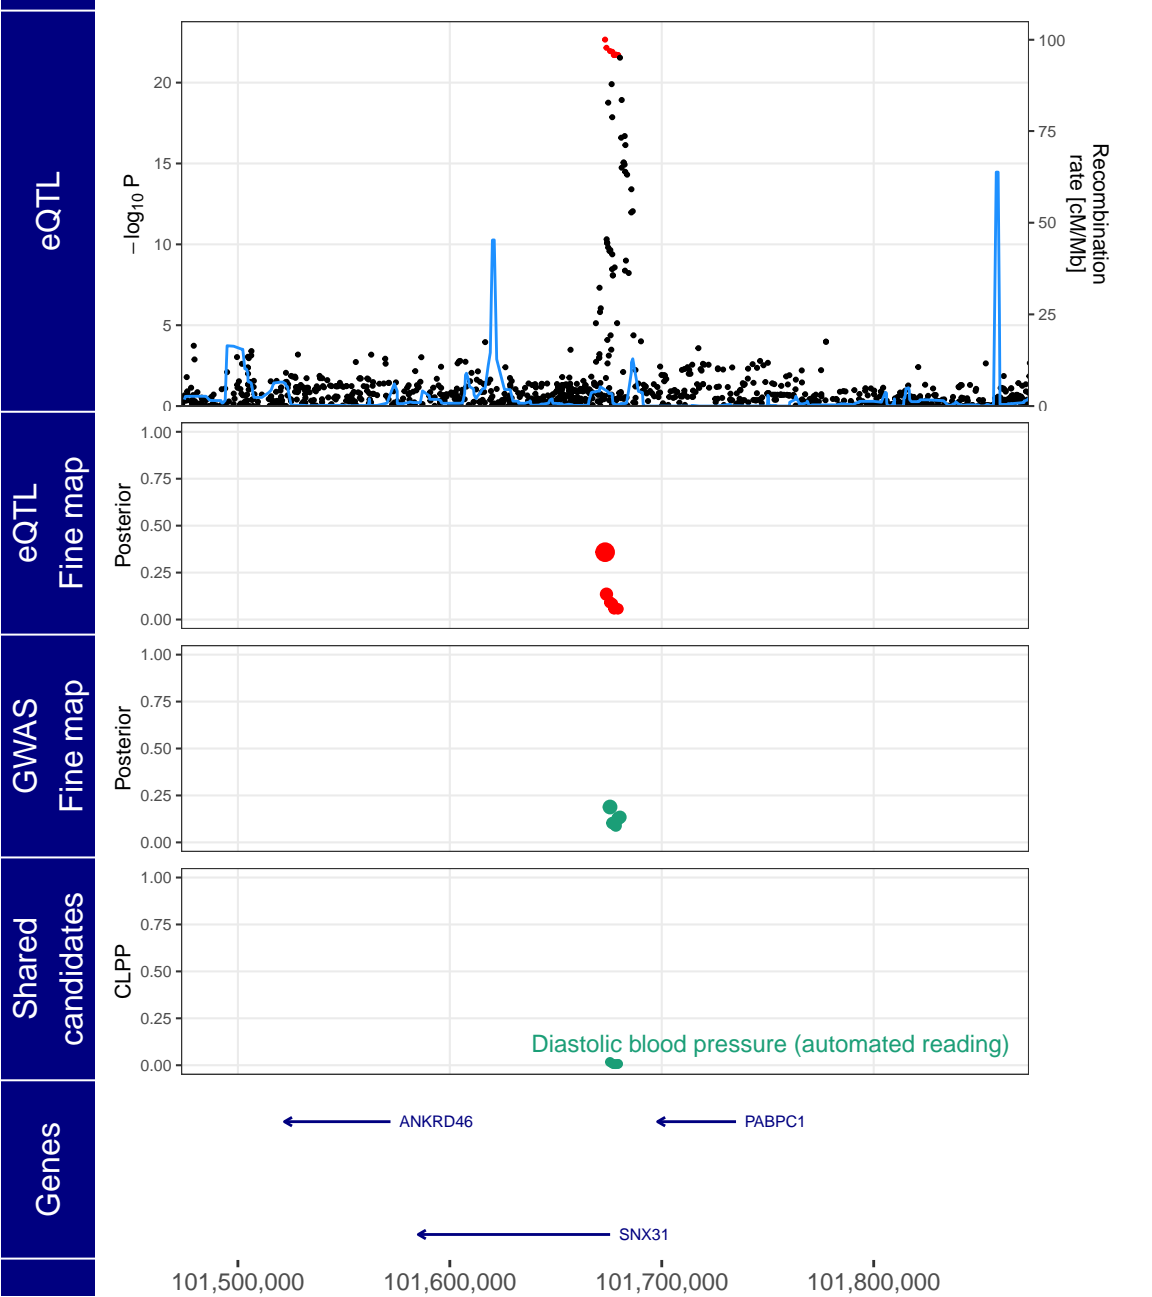 eQTL
−log10 P
20
15
10
5
0
100
75
50
25
0
Recombination
rate [cM/Mb]
eQTL
Fine map
Posterior
1.00
0.75
0.50
0.25
0.00
GWAS
Fine map
Posterior
1.00
0.75
0.50
0.25
0.00
Shared
candidates
CLPP
1.00
0.75
0.50
0.25
0.00
Diastolic blood pressure (automated reading)
Genes
ANKRD46
PABPC1
SNX31
101,500,000
101,600,000
101,700,000
101,800,000